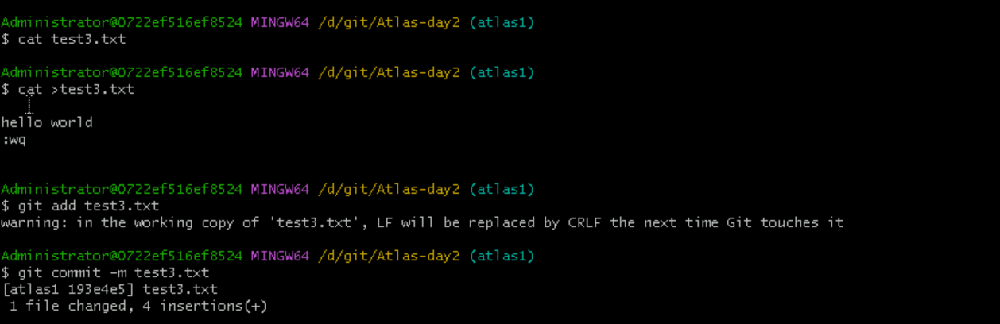 Administrator@0722ef516ef8524 MINGW64 /d/git/Atlas-day2 (atlas1)
$ cat test3.txt
Administrator@0722ef516ef8524 MINGW64 /d/git/Atlas-day2 (atlas1)
$ cat >test3.txt
hello world
:wq
Administrator@0722ef516ef8524 MINGW64 /d/git/Atlas-day2 (atlas1)
$ git add test3.txt
warning: in the working copy of 'test3.txt', LF will be replaced by CRLF the next time Git touches it
Administrator@0722ef516ef8524 MINGW64 /d/git/Atlas-day2 (atlas1)
$ git commit -m test3.txt
[atlas1 193e4e5] test3.txt
1 file changed, 4 insertions(+)